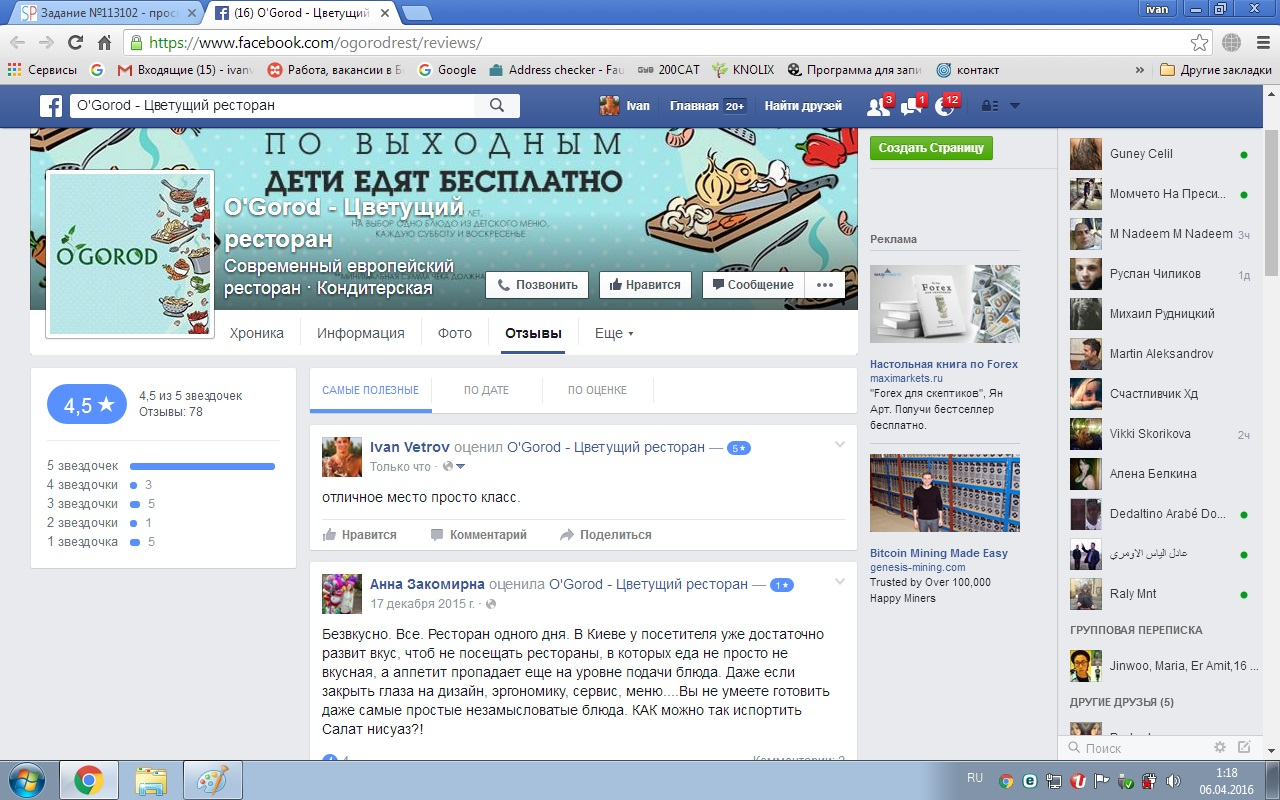 Задание №113102 - прос
(16) O'Gorod - Цветущий
ivan
https://www.facebook.com/ogorodrest/reviews/
Сервисы
Входящие (15) - ivan
Работа, вакансии в Б
Google
Address checker - Fau
200CAT
KNOLIX
Программа для запи
контакт
»
Другие закладки
O'Gorod - Цветущий ресторан
Ivan
Главная 20+
Найти друзей
3
1
12
ПО ВЫХОДНЫМ
ДЕТИ ЕДЯТ БЕСПЛАТНО
ЛЕТ,
НА ВЫБОР ОДНО БЛЮДО ИЗ ДЕТСКОГО МЕНЮ,
КАЖДУЮ СУББОТУ И ВОСКРЕСЕНЬЕ
O'GOROD
O'Gorod - Цветущий
ресторан
Современный европейский
ресторан · Кондитерская
Позвонить
Нравится
Сообщение
•••
Хроника
Информация
Фото
Отзывы
Еще
4,5 ★
4,5 из 5 звездочек
Отзывы: 78
5 звездочек
4 звездочки 3
3 звездочки 5
2 звездочки 1
1 звездочка 5
САМЫЕ ПОЛЕЗНЫЕ
ПО ДАТЕ
ПО ОЦЕНКЕ
Ivan Vetrov оценил O'Gorod - Цветущий ресторан — 5★
Только что ·
отличное место просто класс.
Нравится
Комментарий
Поделиться
Анна Закомирна оценила O'Gorod - Цветущий ресторан — 1★
17 декабря 2015 г. ·
Безвкусно. Все. Ресторан одного дня. В Киеве у посетителя уже достаточно
развит вкус, чтоб не посещать рестораны, в которых еда не просто не
вкусная, а аппетит пропадает еще на уровне подачи блюда. Даже если
закрыть глаза на дизайн, эргономику, сервис, меню....Вы не умеете готовить
даже самые простые незамысловатые блюда. КАК можно так испортить
Салат нисуаз?!
Создать Страницу
Реклама
Forex
Настольная книга по Forex
maximarkets.ru
"Forex для скептиков", Ян
Арт. Получи бестселлер
бесплатно.
Bitcoin Mining Made Easy
genesis-mining.com
Trusted by Over 100,000
Happy Miners
Guney Celil
Момчето На Преси...
M Nadeem M Nadeem 3ч
Руслан Чиликов 1д
Михаил Рудницкий
Martin Aleksandrov
Счастливчик Хд
Vikki Skorikova 2ч
Алена Белкина
Dedaltino Arabé Do...
عادل الياس الاومري
Raly Mnt
ГРУППОВАЯ ПЕРЕПИСКА
Jinwoo, Maria, Er Amit,16 ...
ДРУГИЕ ДРУЗЬЯ (5)
Поиск
RU
1:18
06.04.2016